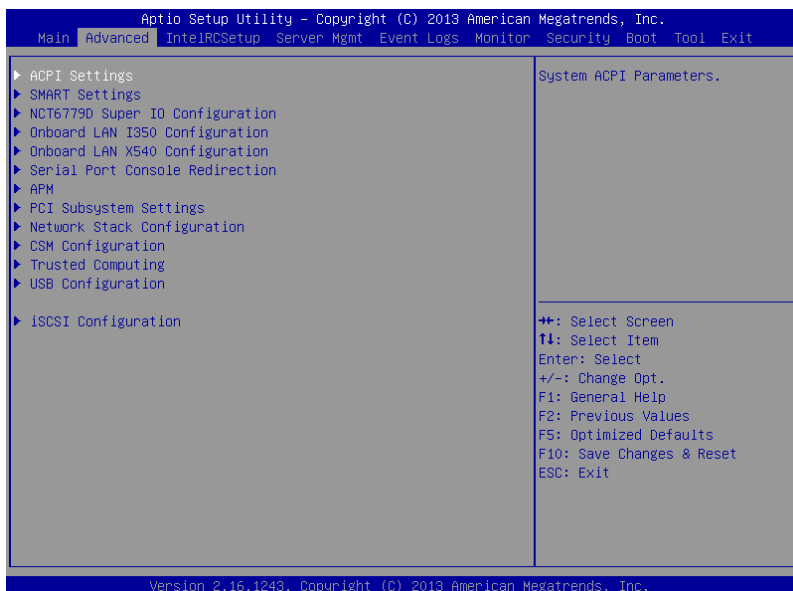 Aptio Setup Utility – Copyright (C) 2013 American Megatrends, Inc.
Main Advanced IntelRCSetup Server Mgmt Event Logs Monitor Security Boot Tool Exit
ACPI Settings
SMART Settings
NCT6779D Super IO Configuration
Onboard LAN I350 Configuration
Onboard LAN X540 Configuration
Serial Port Console Redirection
APM
PCI Subsystem Settings
Network Stack Configuration
CSM Configuration
Trusted Computing
USB Configuration
iSCSI Configuration
System ACPI Parameters.
→←: Select Screen
↑↓: Select Item
Enter: Select
+/-: Change Opt.
F1: General Help
F2: Previous Values
F5: Optimized Defaults
F10: Save Changes & Reset
ESC: Exit
Version 2.16.1243. Copyright (C) 2013 American Megatrends, Inc.